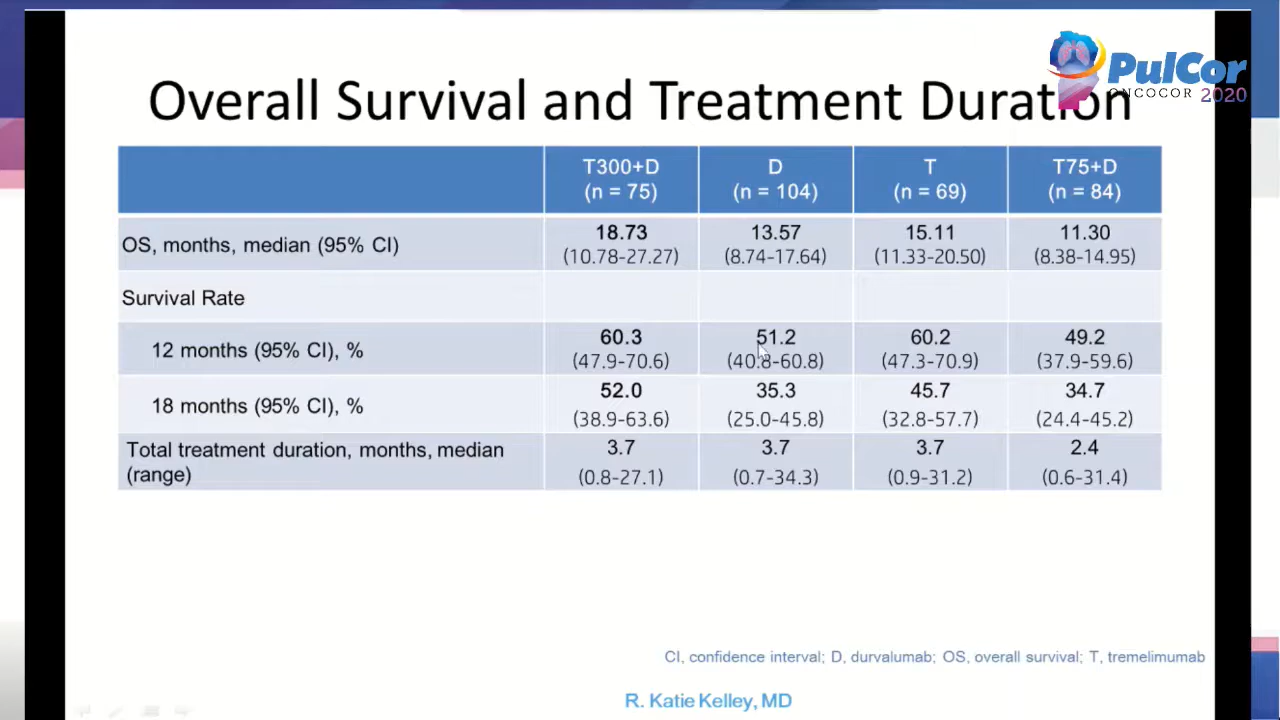 PulCor
ONCOCOR 2020
Overall Survival and Treatment Duration
T300+D D T T75+D
(n = 75) (n = 104) (n = 69) (n = 84)
OS, months, median (95% CI) 18.73 13.57 15.11 11.30
(10.78-27.27) (8.74-17.64) (11.33-20.50) (8.38-14.95)
Survival Rate
12 months (95% CI), % 60.3 51.2 60.2 49.2
(47.9-70.6) (40.8-60.8) (47.3-70.9) (37.9-59.6)
18 months (95% CI), % 52.0 35.3 45.7 34.7
(38.9-63.6) (25.0-45.8) (32.8-57.7) (24.4-45.2)
Total treatment duration, months, median 3.7 3.7 3.7 2.4
(range) (0.8-27.1) (0.7-34.3) (0.9-31.2) (0.6-31.4)
CI, confidence interval; D, durvalumab; OS, overall survival; T, tremelimumab
R. Katie Kelley, MD